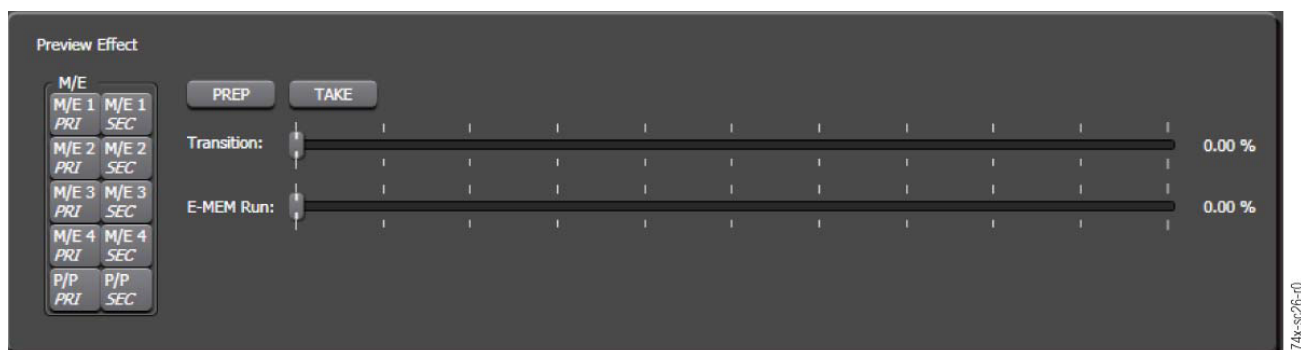 Preview Effect
M/E
M/E 1 M/E 1
PRI SEC
M/E 2 M/E 2
PRI SEC
M/E 3 M/E 3
PRI SEC
M/E 4 M/E 4
PRI SEC
P/P P/P
PRI SEC
PREP TAKE
Transition: 0.00 %
E-MEM Run: 0.00 %
74x-sc26-r0